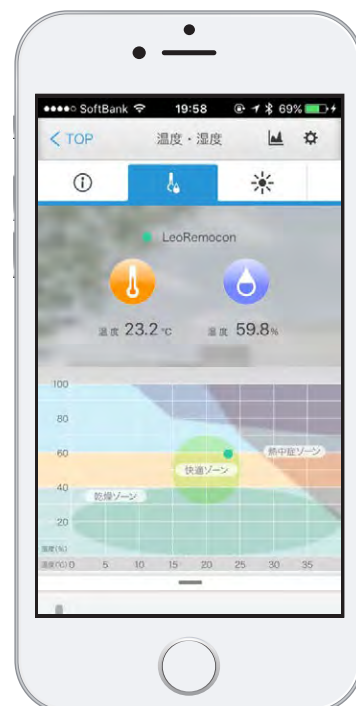 SoftBank 19:58 69%
TOP 温度・湿度
LeoRemocon
温度 23.2 ℃ 湿度 59.8 %
100
80
60
熱中症ゾーン
快適ゾーン
40
乾燥ゾーン
20
湿度(%)
温度(℃) 0 5 10 15 20 25 30 35